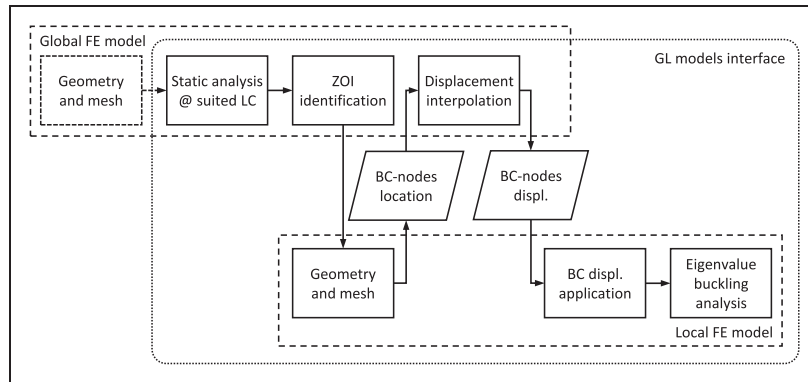 Global FE model
GL models interface
Geometry
and mesh
Static analysis
@ suited LC
ZOI
identification
Displacement
interpolation
BC-nodes
location
BC-nodes
displ.
Geometry
and mesh
BC displ.
application
Eigenvalue
buckling
analysis
Local FE model